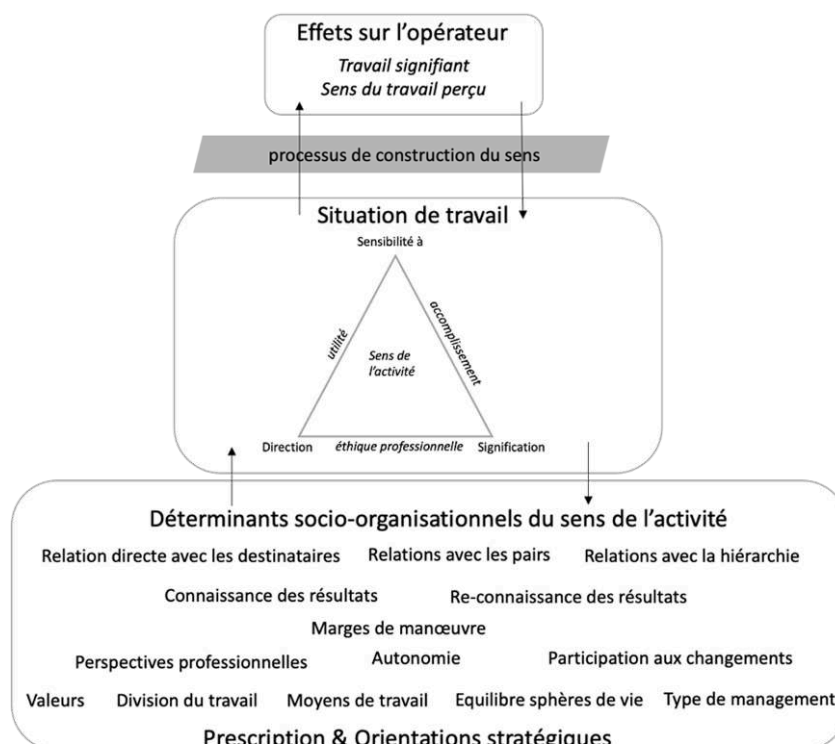 Effets sur l’opérateur
Travail signifiant
Sens du travail perçu
processus de construction du sens
Situation de travail
Sensibilité à
utilité
accomplissement
Sens de
l’activité
Direction
éthique professionnelle
Signification
Déterminants socio-organisationnels du sens de l’activité
Relation directe avec les destinataires
Relations avec les pairs
Relations avec la hiérarchie
Connaissance des résultats
Re-connaissance des résultats
Marges de manœuvre
Perspectives professionnelles
Autonomie
Participation aux changements
Valeurs
Division du travail
Moyens de travail
Equilibre sphères de vie
Type de management
Prescription & Orientations stratégiques